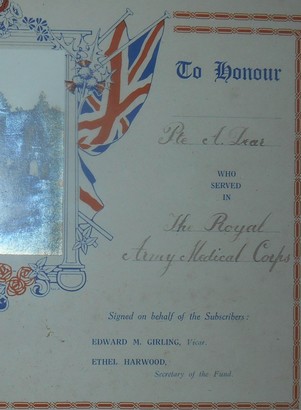 To Honour
Pte A. Dear
WHO
SERVED
IN
The Royal
Army Medical Corps
Signed on behalf of the Subscribers:
EDWARD M. GIRLING, Vicar.
ETHEL HARWOOD,
Secretary of the Fund.